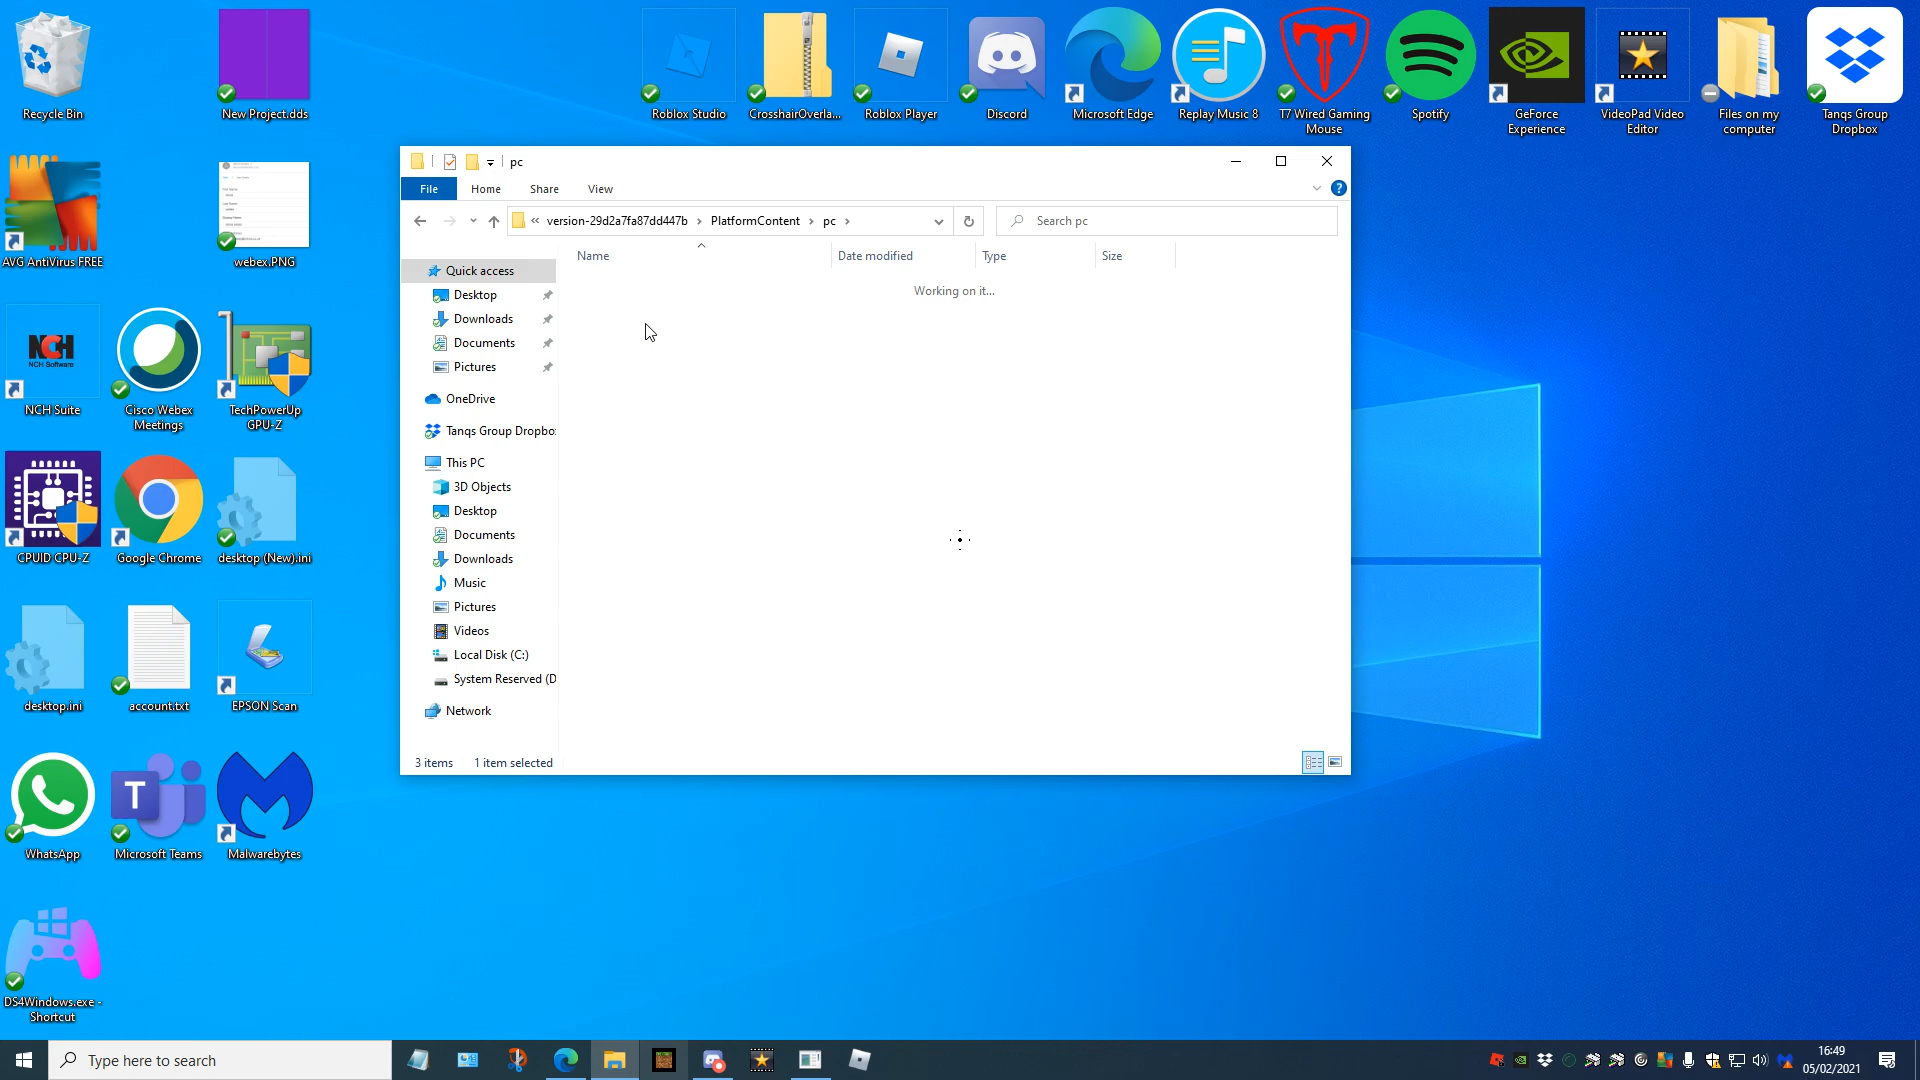 Recycle Bin
New Project.dds
Roblox Studio
CrosshairOverla...
Roblox Player
Discord
Microsoft Edge
Replay Music 8
T7 Wired Gaming
Mouse
Spotify
GeForce
Experience
VideoPad Video
Editor
Files on my
computer
Tanqs Group
Dropbox
AVG AntiVirus FREE
webex.PNG
NCH
NCH Software
NCH Suite
Cisco Webex
Meetings
TechPowerUp
GPU-Z
CPUID CPU-Z
Google Chrome
desktop (New).ini
desktop.ini
account.txt
EPSON Scan
WhatsApp
T
Microsoft Teams
Malwarebytes
DS4Windows.exe -
Shortcut
pc
File
Home
Share
View
?
« version-29d2a7fa87dd447b > PlatformContent > pc >
Search pc
Name
Date modified
Type
Size
Working on it...
Quick access
Desktop
Downloads
Documents
Pictures
OneDrive
Tanqs Group Dropbo
This PC
3D Objects
Desktop
Documents
Downloads
Music
Pictures
Videos
Local Disk (C:)
System Reserved (D
Network
3 items
1 item selected
Type here to search
16:49
05/02/2021